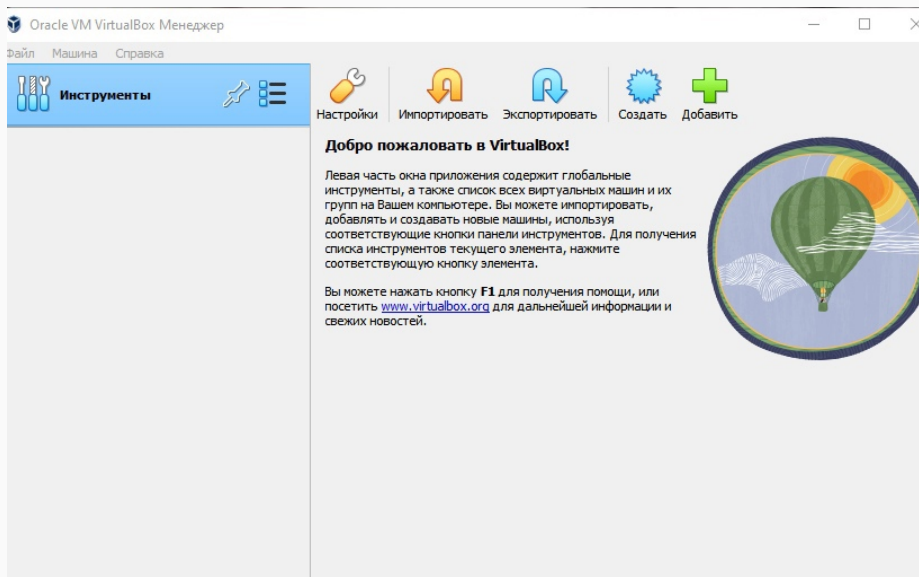 Oracle VM VirtualBox Менеджер
Файл Машина Справка
Инструменты
Настройки Импортировать Экспортировать Создать Добавить
Добро пожаловать в VirtualBox!
Левая часть окна приложения содержит глобальные
инструменты, а также список всех виртуальных машин и их
групп на Вашем компьютере. Вы можете импортировать,
добавлять и создавать новые машины, используя
соответствующие кнопки панели инструментов. Для получения
списка инструментов текущего элемента, нажмите
соответствующую кнопку элемента.
Вы можете нажать кнопку F1 для получения помощи, или
посетить www.virtualbox.org для дальнейшей информации и
свежих новостей.